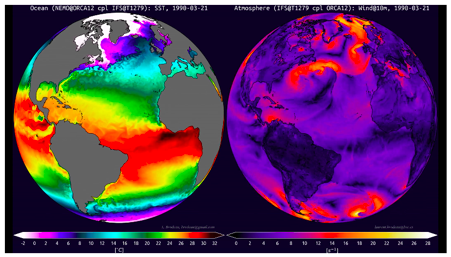 Ocean (NEMO@ORCA12 cpl IFS@T1279): SST, 1990-03-21
Atmosphere (IFS@T1279 cpl ORCA12): Wind@10m, 1990-03-21
-2 0 2 4 6 8 10 12 14 16 18 20 22 24 26 28 30 32
[°C]
0 2 4 6 8 10 12 14 16 18 20 22 24 26 28